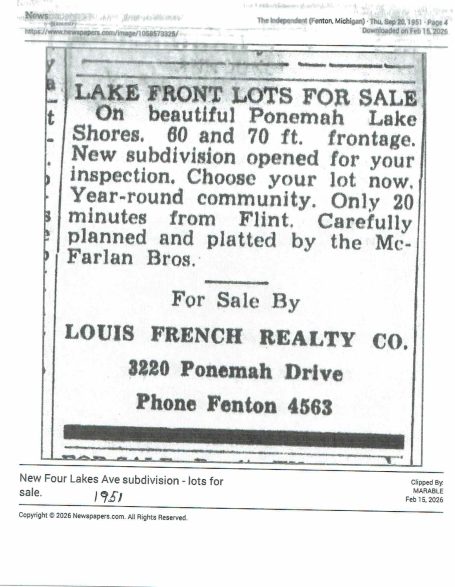 News
The Independent (Fenton, Michigan) · Thu, Sep 20, 1951 · Page 4
https://www.newspapers.com/image/1058573325/
Downloaded on Feb 15, 2026
LAKE FRONT LOTS FOR SALE
On beautiful Ponemah Lake
Shores. 60 and 70 ft. frontage.
New subdivision opened for your
inspection. Choose your lot now.
Year-round community. Only 20
minutes from Flint. Carefully
planned and platted by the Mc-
Farlan Bros.
For Sale By
LOUIS FRENCH REALTY CO.
3220 Ponemah Drive
Phone Fenton 4563
New Four Lakes Ave subdivision - lots for
sale. 1951
Clipped By:
MARABLE
Feb 15, 2026
Copyright © 2026 Newspapers.com. All Rights Reserved.